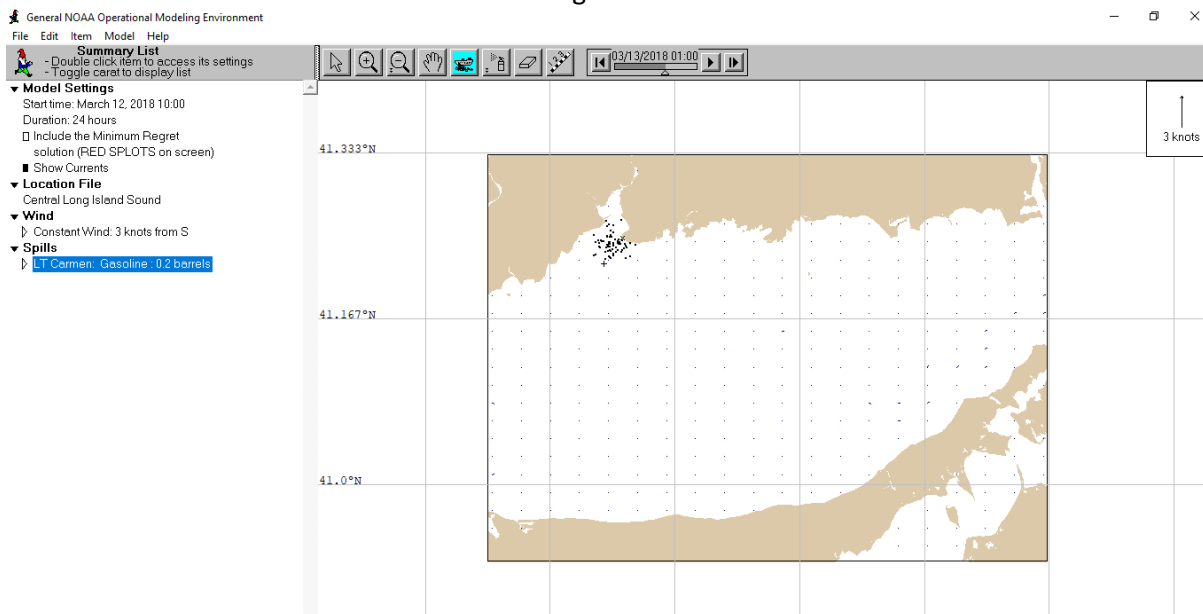 General NOAA Operational Modeling Environment
File Edit Item Model Help
Summary List
- Double click item to access its settings
- Toggle carat to display list
03/13/2018 01:00
Model Settings
Start time: March 12, 2018 10:00
Duration: 24 hours
Include the Minimum Regret
solution (RED SPLOTS on screen)
Show Currents
Location File
Central Long Island Sound
Wind
Constant Wind: 3 knots from S
Spills
LT Carmen: Gasoline : 0.2 barrels
3 knots
41.333°N
41.167°N
41.0°N